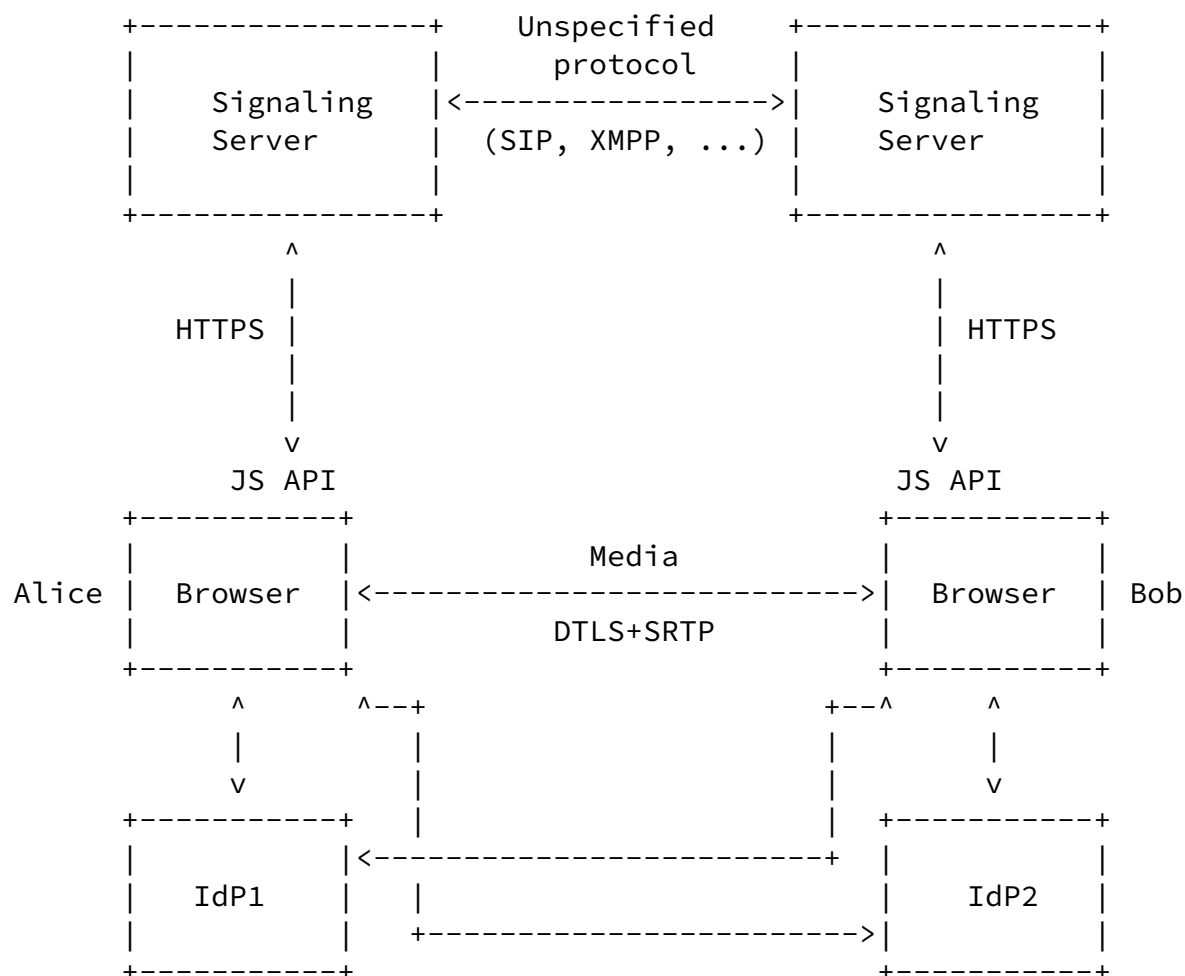 Unspecified
protocol
Signaling Signaling
Server (SIP, XMPP, ...) Server
HTTPS HTTPS
JS API JS API
Media
Alice Browser Browser Bob
DTLS+SRTP
IdP1 IdP2